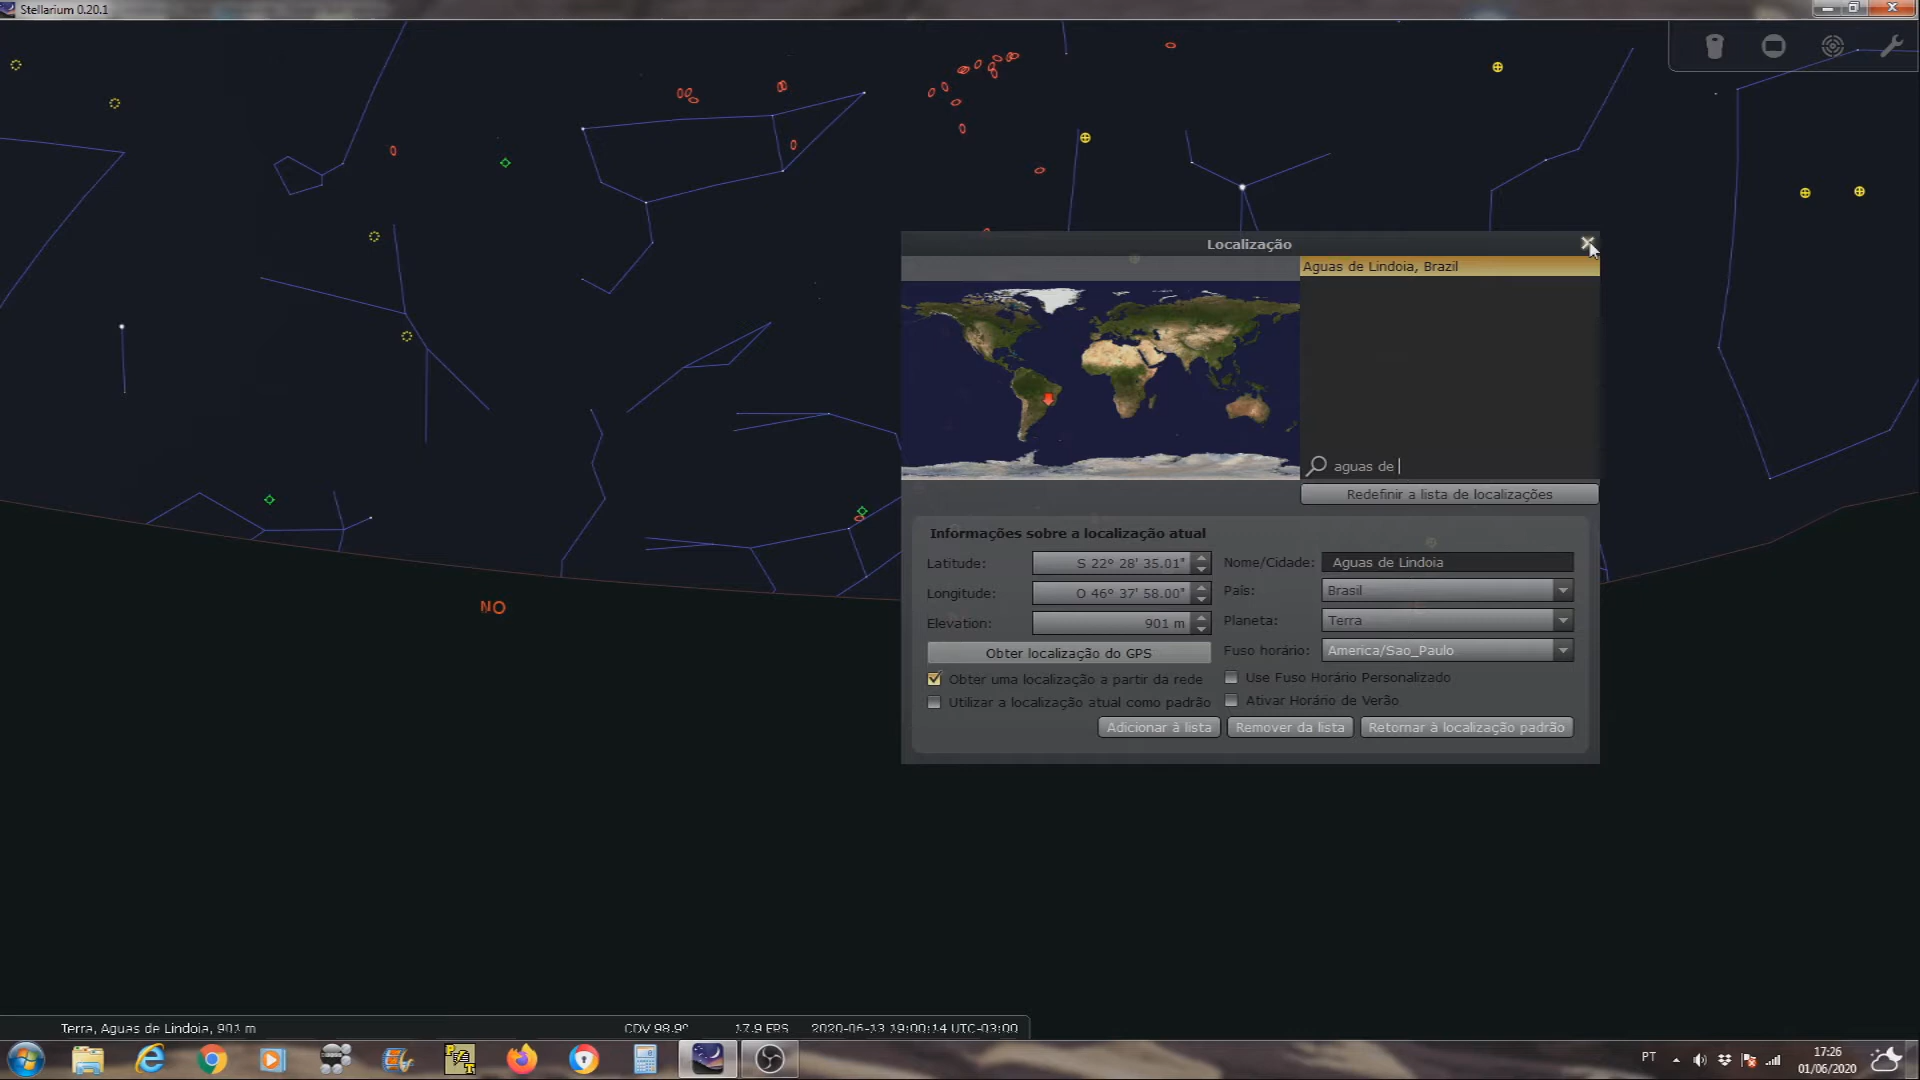 Stellarium 0.20.1
Localização
Aguas de Lindoia, Brazil
aguas de
Redefinir a lista de localizações
Informações sobre a localização atual
Latitude: S 22° 28' 35.01" Nome/Cidade: Aguas de Lindoia
Longitude: O 46° 37' 58.00" País: Brasil
Elevation: 901 m Planeta: Terra
Obter localização do GPS Fuso horário: America/Sao_Paulo
Obter uma localização a partir da rede Use Fuso Horário Personalizado
Utilizar a localização atual como padrão Ativar Horário de Verão
Adicionar à lista Remover da lista Retornar à localização padrão
NO
Terra, Aguas de Lindoia, 901 m CDV 98.9° 17.9 FPS 2020-06-13 19:00:14 UTC-03:00
PT 17:26
01/06/2020